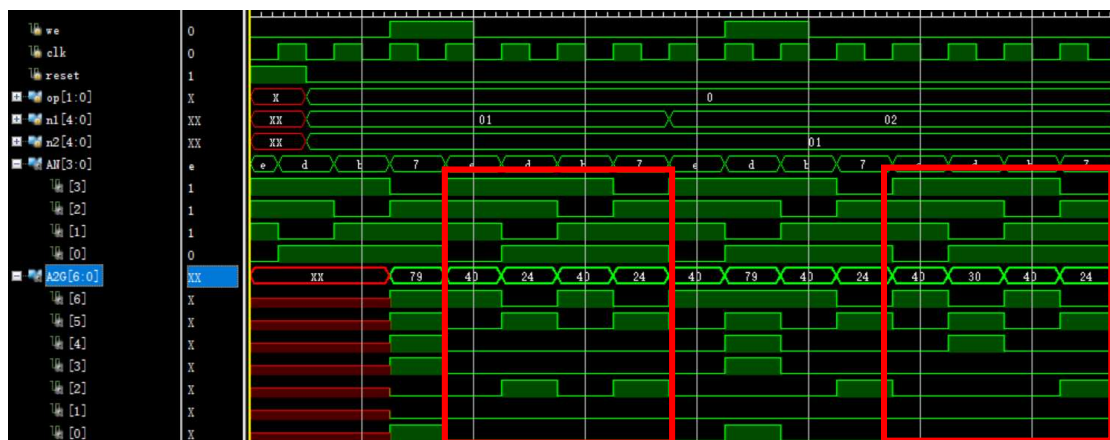 we 0
clk 0
reset 1
op[1:0] X X 0
n1[4:0] XX XX 01 02
n2[4:0] XX XX 01
AN[3:0] e e d b 7 e d b 7 e d b 7 e d b 7
[3] 1
[2] 1
[1] 1
[0] 0
A2G[6:0] XX XX 79 40 24 40 24 40 79 40 24 40 30 40 24
[6] X
[5] X
[4] X
[3] X
[2] X
[1] X
[0] X